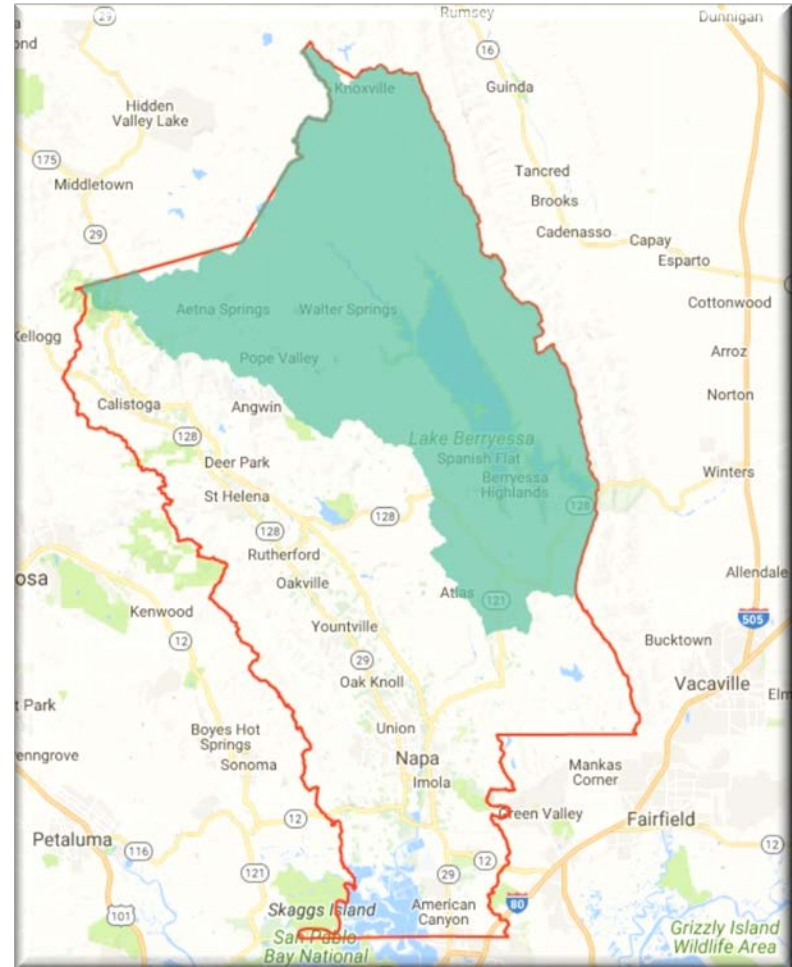 29
Rumsey
Dunnigan
16
Knoxville
Guinda
Hidden
Valley Lake
175
Tancred
Middletown
Brooks
29
Cadenasso
Capay
Esparto
Aetna Springs
Walter Springs
Cottonwood
Kellogg
Pope Valley
Arroz
Norton
Calistoga
Angwin
128
Lake Berryessa
Spanish Flat
Deer Park
Berryessa
Highlands
Winters
St Helena
128
128
128
Rutherford
Oakville
Allendale
osa
Atlas
121
Kenwood
505
12
Yountville
Bucktown
29
Oak Knoll
Vacaville
Elm
t Park
Union
Boyes Hot
Springs
enngrove
Sonoma
Napa
Mankas
Corner
Imola
12
Green Valley
Fairfield
Petaluma
116
12
12
121
29
80
American
Canyon
Skaggs Island
101
San Pablo
Bay National
Grizzly Island
Wildlife Area